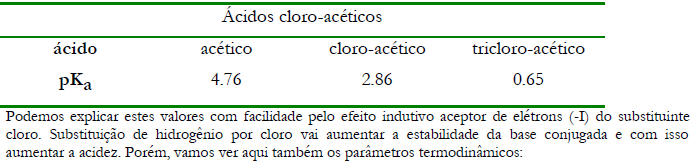 Ácidos cloro-acéticos
ácido acético cloro-acético tricloro-acético
pKa 4.76 2.86 0.65
Podemos explicar estes valores com facilidade pelo efeito indutivo aceptor de elétrons (-I) do substituinte
cloro. Substituição de hidrogênio por cloro vai aumentar a estabilidade da base conjugada e com isso
aumentar a acidez. Porém, vamos ver aqui também os parâmetros termodinâmicos: